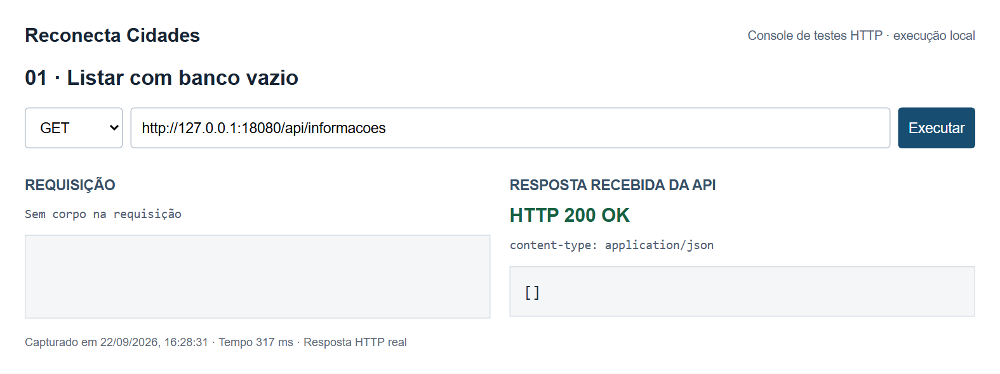 Reconecta Cidades
Console de testes HTTP · execução local
01 · Listar com banco vazio
GET
http://127.0.0.1:18080/api/informacoes
Executar
REQUISIÇÃO
Sem corpo na requisição
RESPOSTA RECEBIDA DA API
HTTP 200 OK
content-type: application/json
[]
Capturado em 22/09/2026, 16:28:31 · Tempo 317 ms · Resposta HTTP real